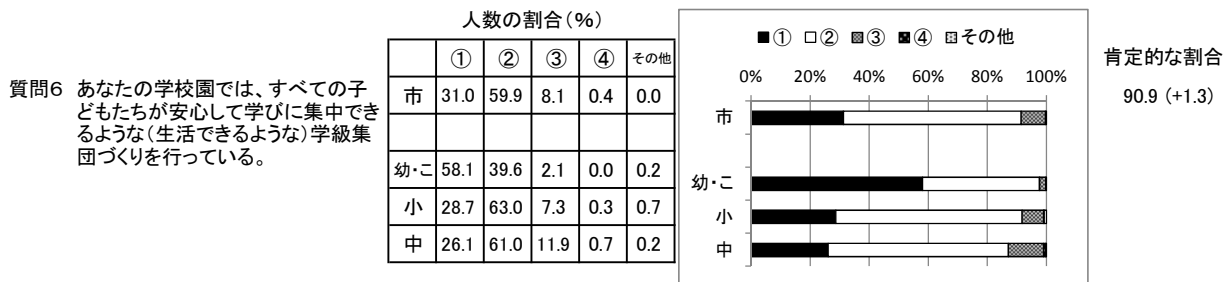 人数の割合(%)
① ② ③ ④ その他
市 31.0 59.9 8.1 0.4 0.0
幼・こ 58.1 39.6 2.1 0.0 0.2
小 28.7 63.0 7.3 0.3 0.7
中 26.1 61.0 11.9 0.7 0.2
質問6 あなたの学校園では、すべての子
どもたちが安心して学びに集中でき
るような(生活できるような)学級集
団づくりを行っている。
① ② ③ ④ その他
0% 20% 40% 60% 80% 100%
市
幼・こ
小
中
肯定的な割合
90.9 (+1.3)